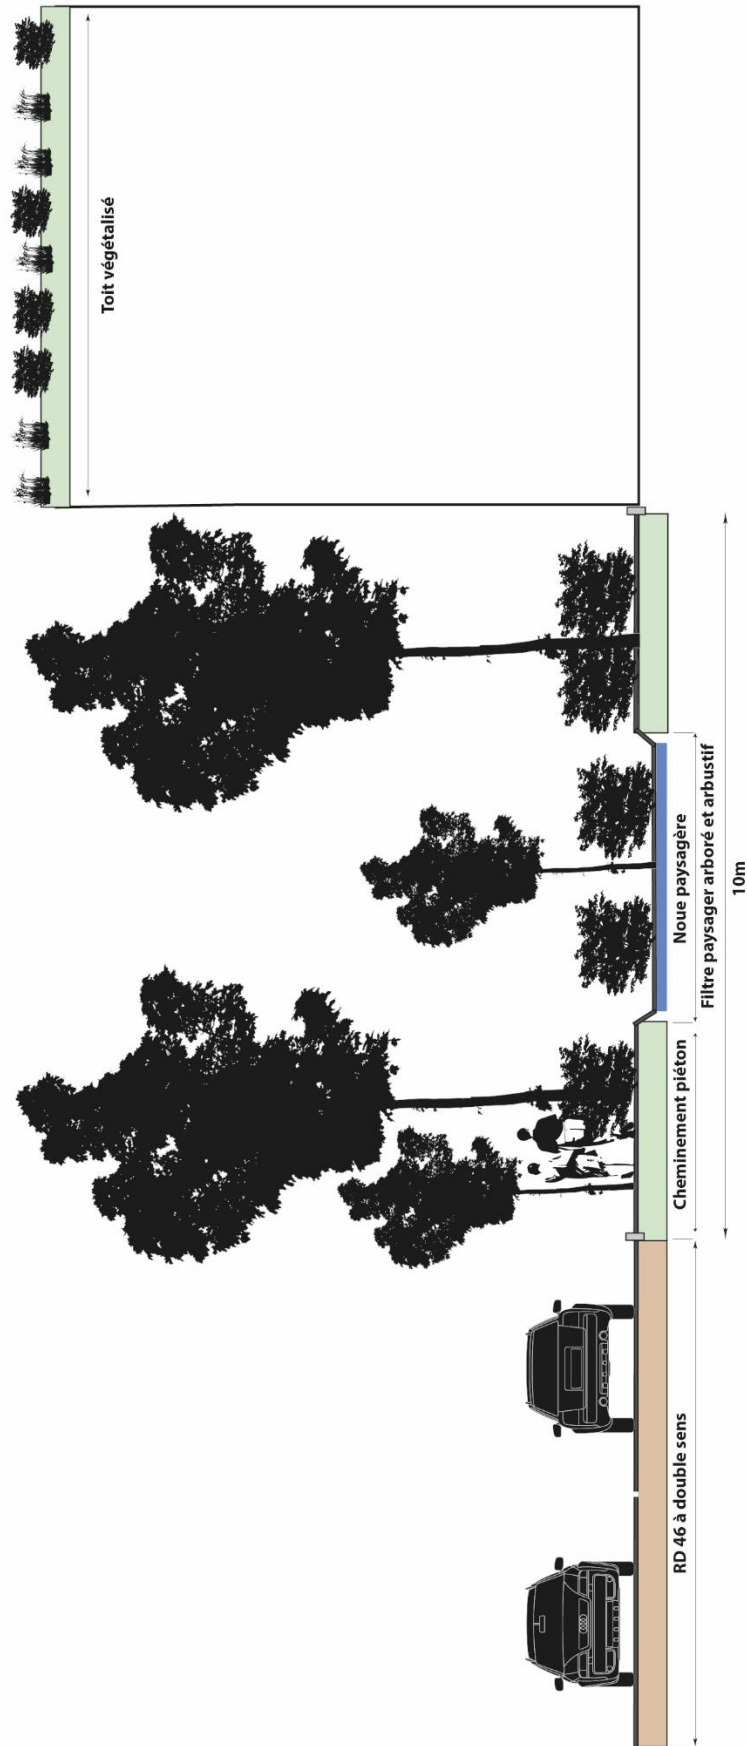 RD 46 à double sens
Cheminement piéton
Noue paysagère
Filtre paysager arboré et arbustif
10m
Toit végétalisé